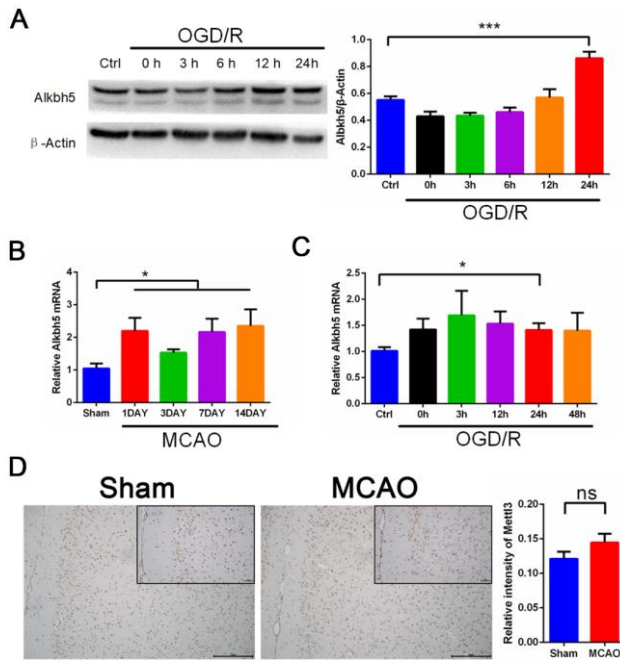 A
OGD/R
Ctrl 0 h 3 h 6 h 12 h 24h
Alkbh5
β-Actin
***
Albkh5/β-Actin
1.0
0.8
0.6
0.4
0.2
0.0
Ctrl 0h 3h 6h 12h 24h
OGD/R
B
Relative Alkbh5 mRNA
4
3
2
1
0
*
Sham 1DAY 3DAY 7DAY 14DAY
MCAO
C
Relative Alkbh5 mRNA
2.5
2.0
1.5
1.0
0.5
0.0
*
Ctrl 0h 3h 12h 24h 48h
OGD/R
D
Sham MCAO
Relative intensity of Mettl3
0.20
0.15
0.10
0.05
0.00
ns
Sham MCAO